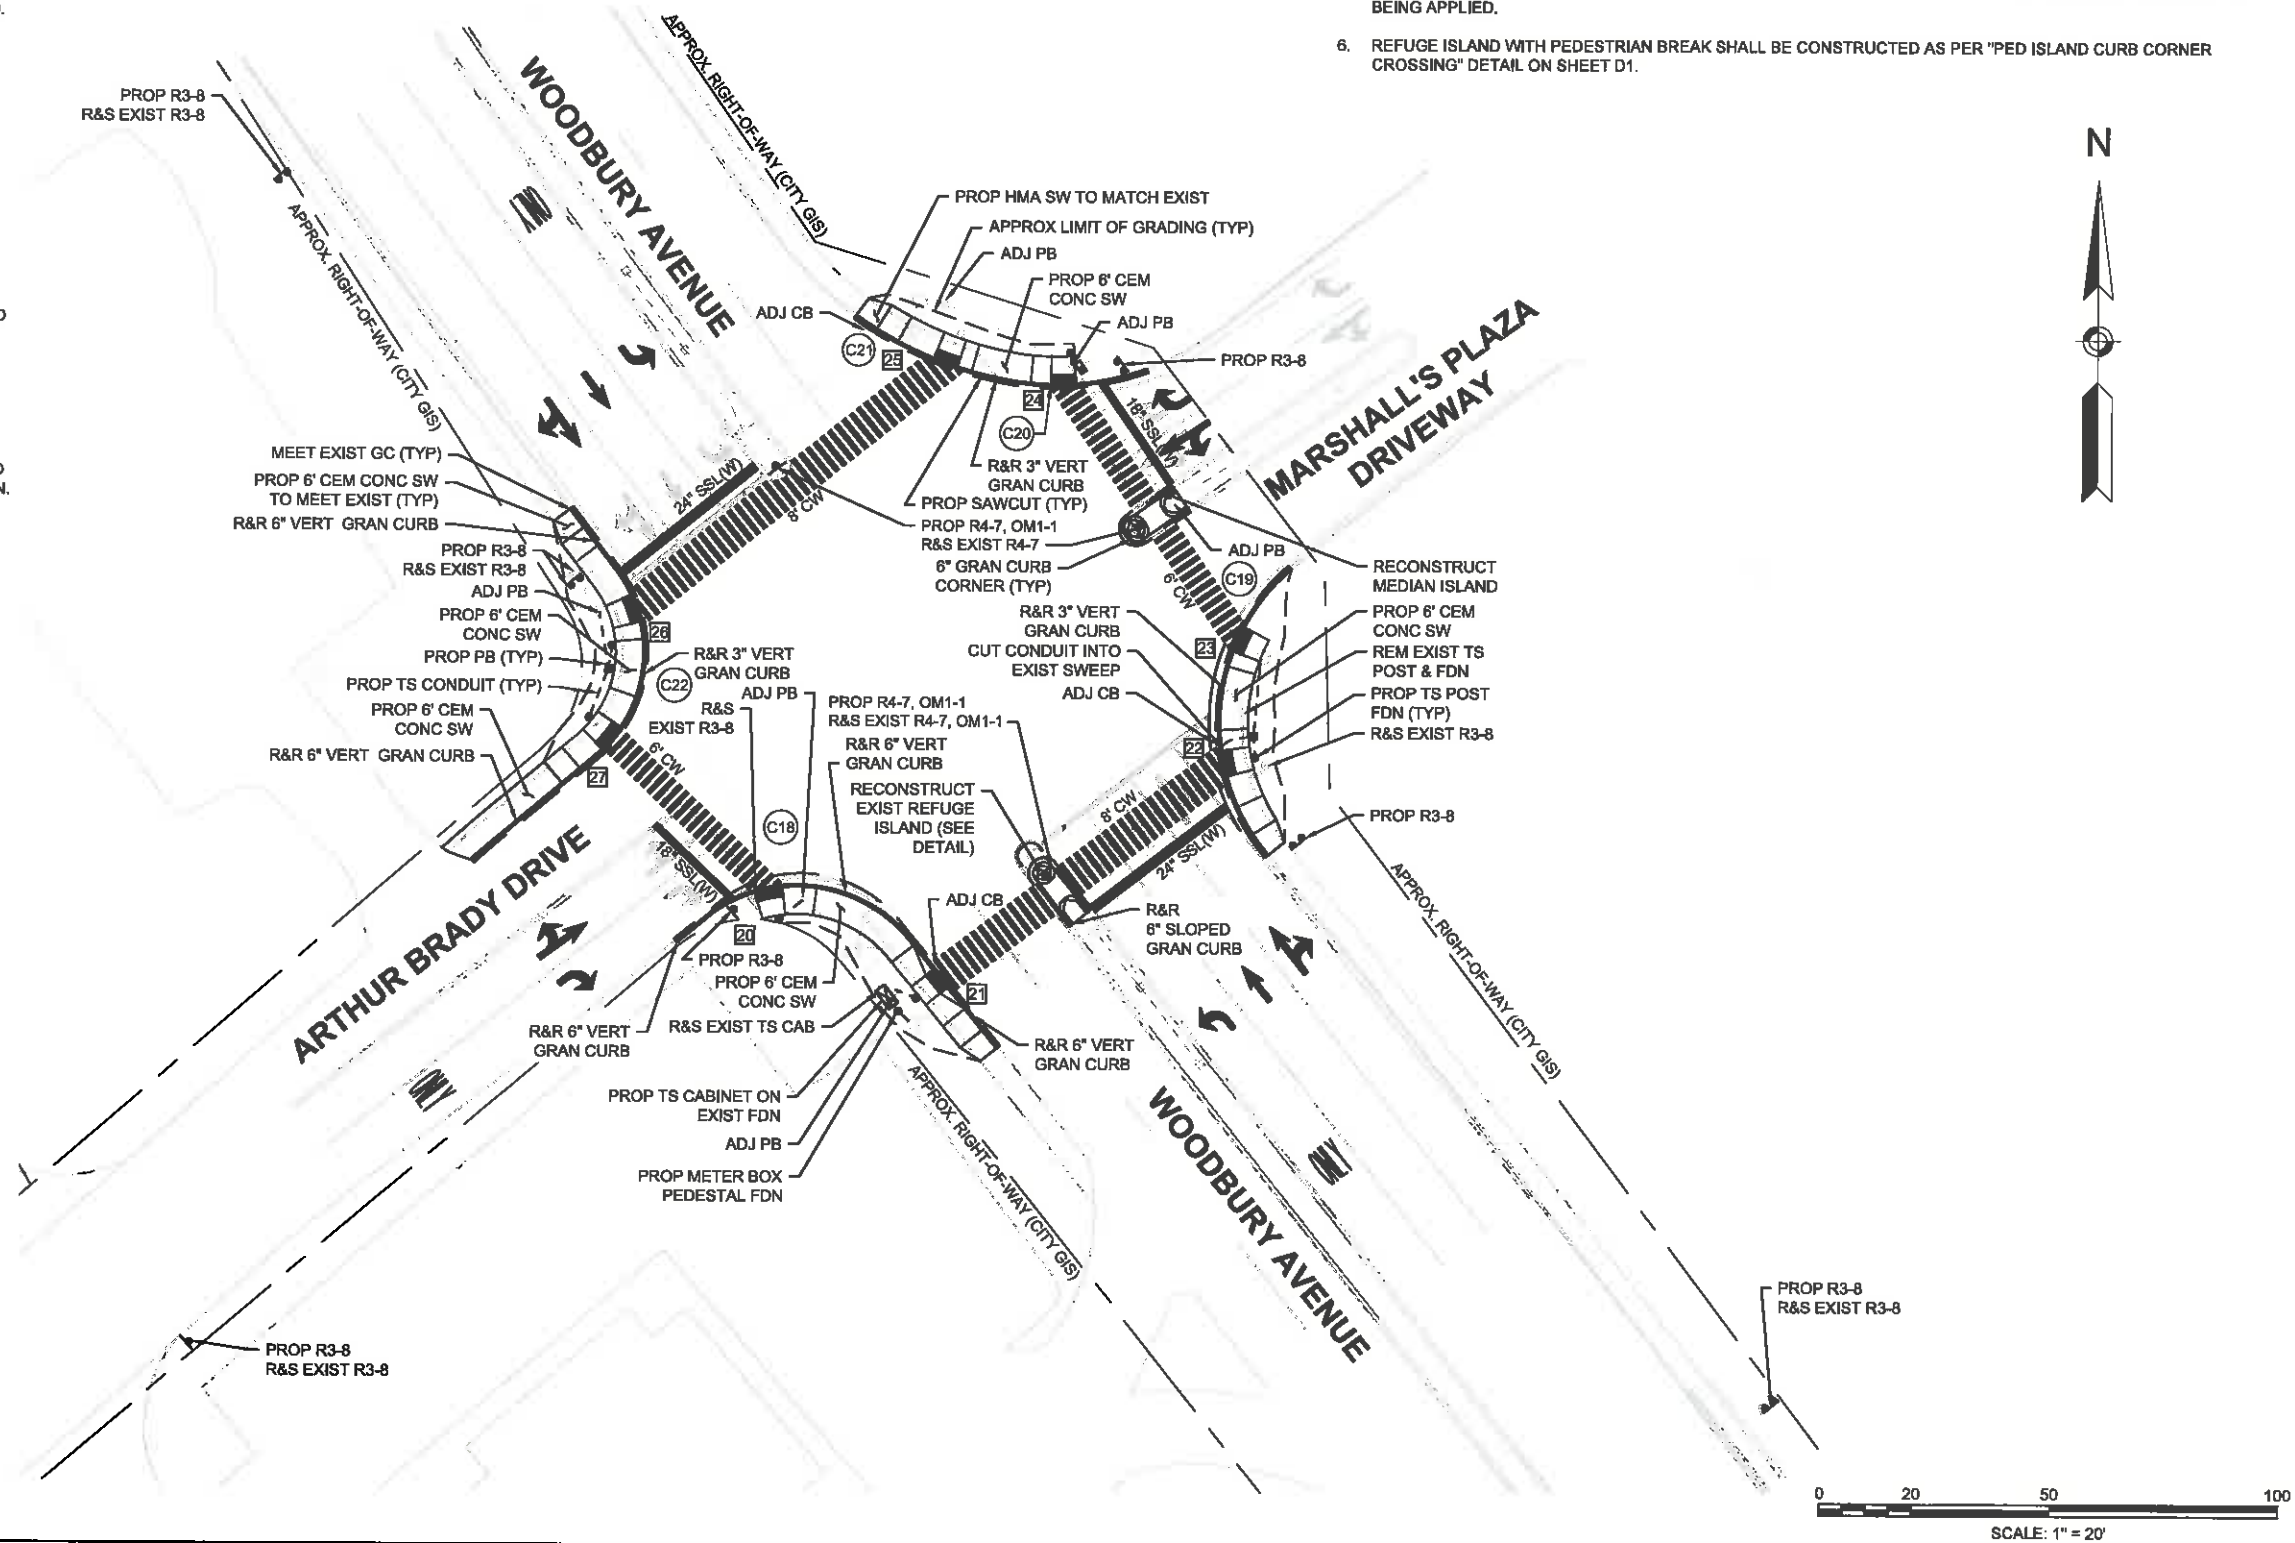 BEING APPLIED.
6. REFUGE ISLAND WITH PEDESTRIAN BREAK SHALL BE CONSTRUCTED AS PER "PED ISLAND CURB CORNER
CROSSING" DETAIL ON SHEET D1.
N
PROP R3-8
R&S EXIST R3-8
APPROX. RIGHT-OF-WAY (CITY GIS)
WOODBURY AVENUE
APPROX. RIGHT-OF-WAY (CITY GIS)
PROP HMA SW TO MATCH EXIST
APPROX LIMIT OF GRADING (TYP)
ADJ PB
PROP 6' CEM
CONC SW
ADJ CB
ADJ PB
PROP R3-8
C21
25
24
C20
18" SSL(W)
MARSHALL'S PLAZA
DRIVEWAY
MEET EXIST GC (TYP)
PROP 6' CEM CONC SW
TO MEET EXIST (TYP)
R&R 6" VERT GRAN CURB
PROP R3-8
R&S EXIST R3-8
ADJ PB
PROP 6' CEM
CONC SW
PROP PB (TYP)
PROP TS CONDUIT (TYP)
PROP 6' CEM
CONC SW
R&R 6" VERT GRAN CURB
24" SSL(W)
8' CW
R&R 3" VERT
GRAN CURB
PROP SAWCUT (TYP)
PROP R4-7, OM1-1
R&S EXIST R4-7
6" GRAN CURB
CORNER (TYP)
ADJ PB
6' CW
C19
RECONSTRUCT
MEDIAN ISLAND
R&R 3" VERT
GRAN CURB
CUT CONDUIT INTO
EXIST SWEEP
ADJ CB
23
22
PROP 6' CEM
CONC SW
REM EXIST TS
POST & FDN
PROP TS POST
FDN (TYP)
R&S EXIST R3-8
PROP R3-8
26
R&R 3" VERT
GRAN CURB
C22
ADJ PB
R&S
EXIST R3-8
PROP R4-7, OM1-1
R&S EXIST R4-7, OM1-1
R&R 6" VERT
GRAN CURB
RECONSTRUCT
EXIST REFUGE
ISLAND (SEE
DETAIL)
27
6' CW
C18
18" SSL(W)
8' CW
24" SSL(W)
ADJ CB
R&R
6" SLOPED
GRAN CURB
ARTHUR BRADY DRIVE
20
PROP R3-8
PROP 6' CEM
CONC SW
21
R&S EXIST TS CAB
R&R 6" VERT
GRAN CURB
R&R 6" VERT
GRAN CURB
ONLY
PROP TS CABINET ON
EXIST FDN
ADJ PB
PROP METER BOX
PEDESTAL FDN
APPROX. RIGHT-OF-WAY (CITY GIS)
WOODBURY AVENUE
APPROX. RIGHT-OF-WAY (CITY GIS)
PROP R3-8
R&S EXIST R3-8
PROP R3-8
R&S EXIST R3-8
0 20 50 100
SCALE: 1" = 20'